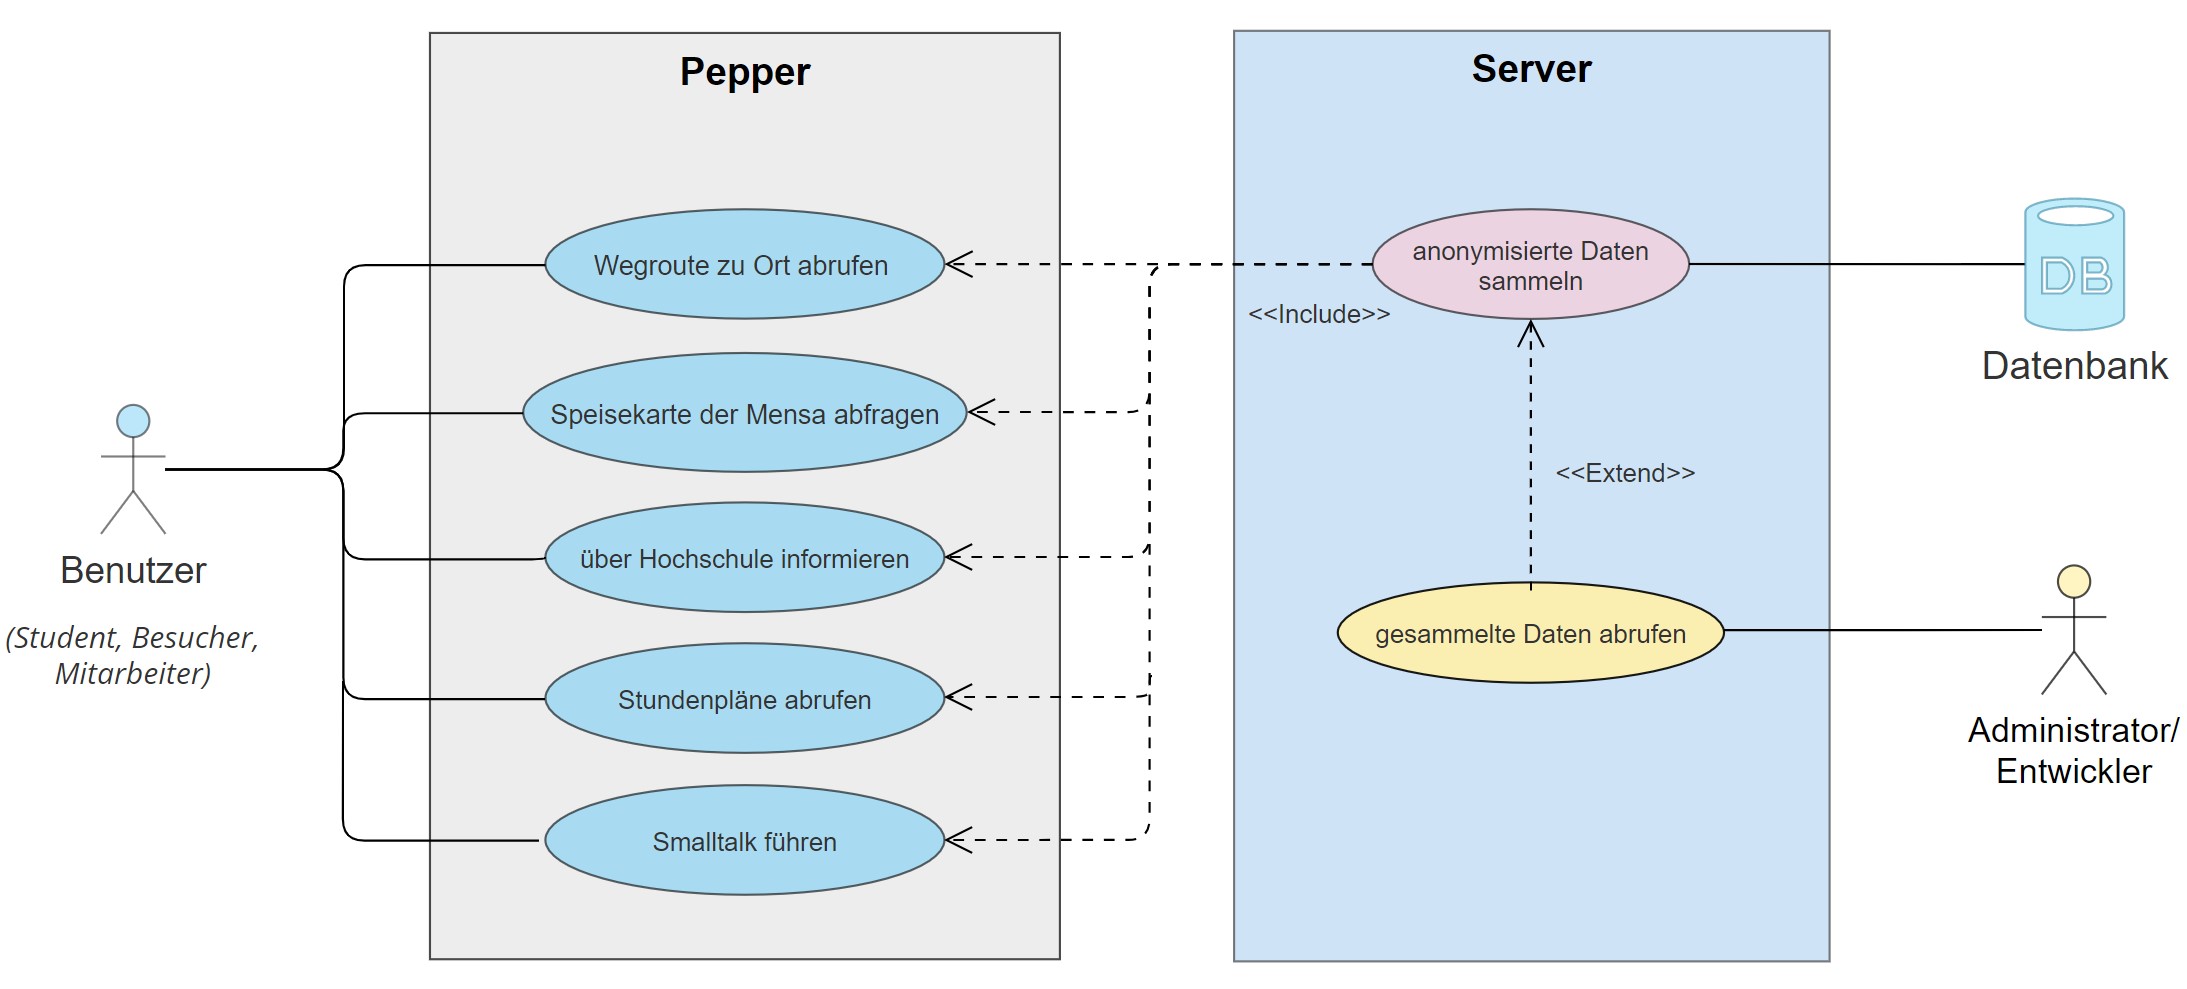 Pepper
Server
Wegroute zu Ort abrufen
anonymisierte Daten
sammeln
<<Include>>
DB
Datenbank
Speisekarte der Mensa abfragen
<<Extend>>
Benutzer
(Student, Besucher,
Mitarbeiter)
über Hochschule informieren
gesammelte Daten abrufen
Stundenpläne abrufen
Administrator/
Entwickler
Smalltalk führen